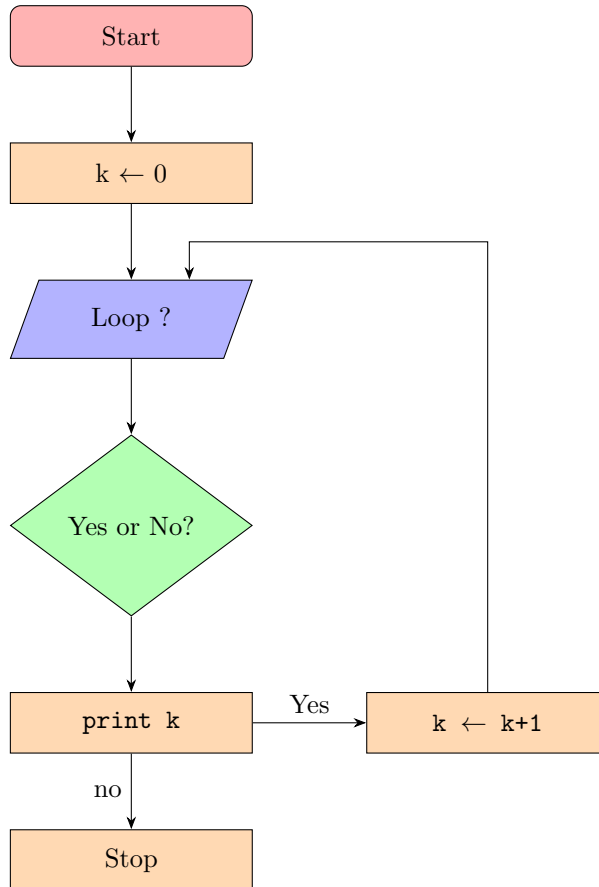 Start
k ← 0
Loop ?
Yes or No?
print k
Yes
k ← k+1
no
Stop